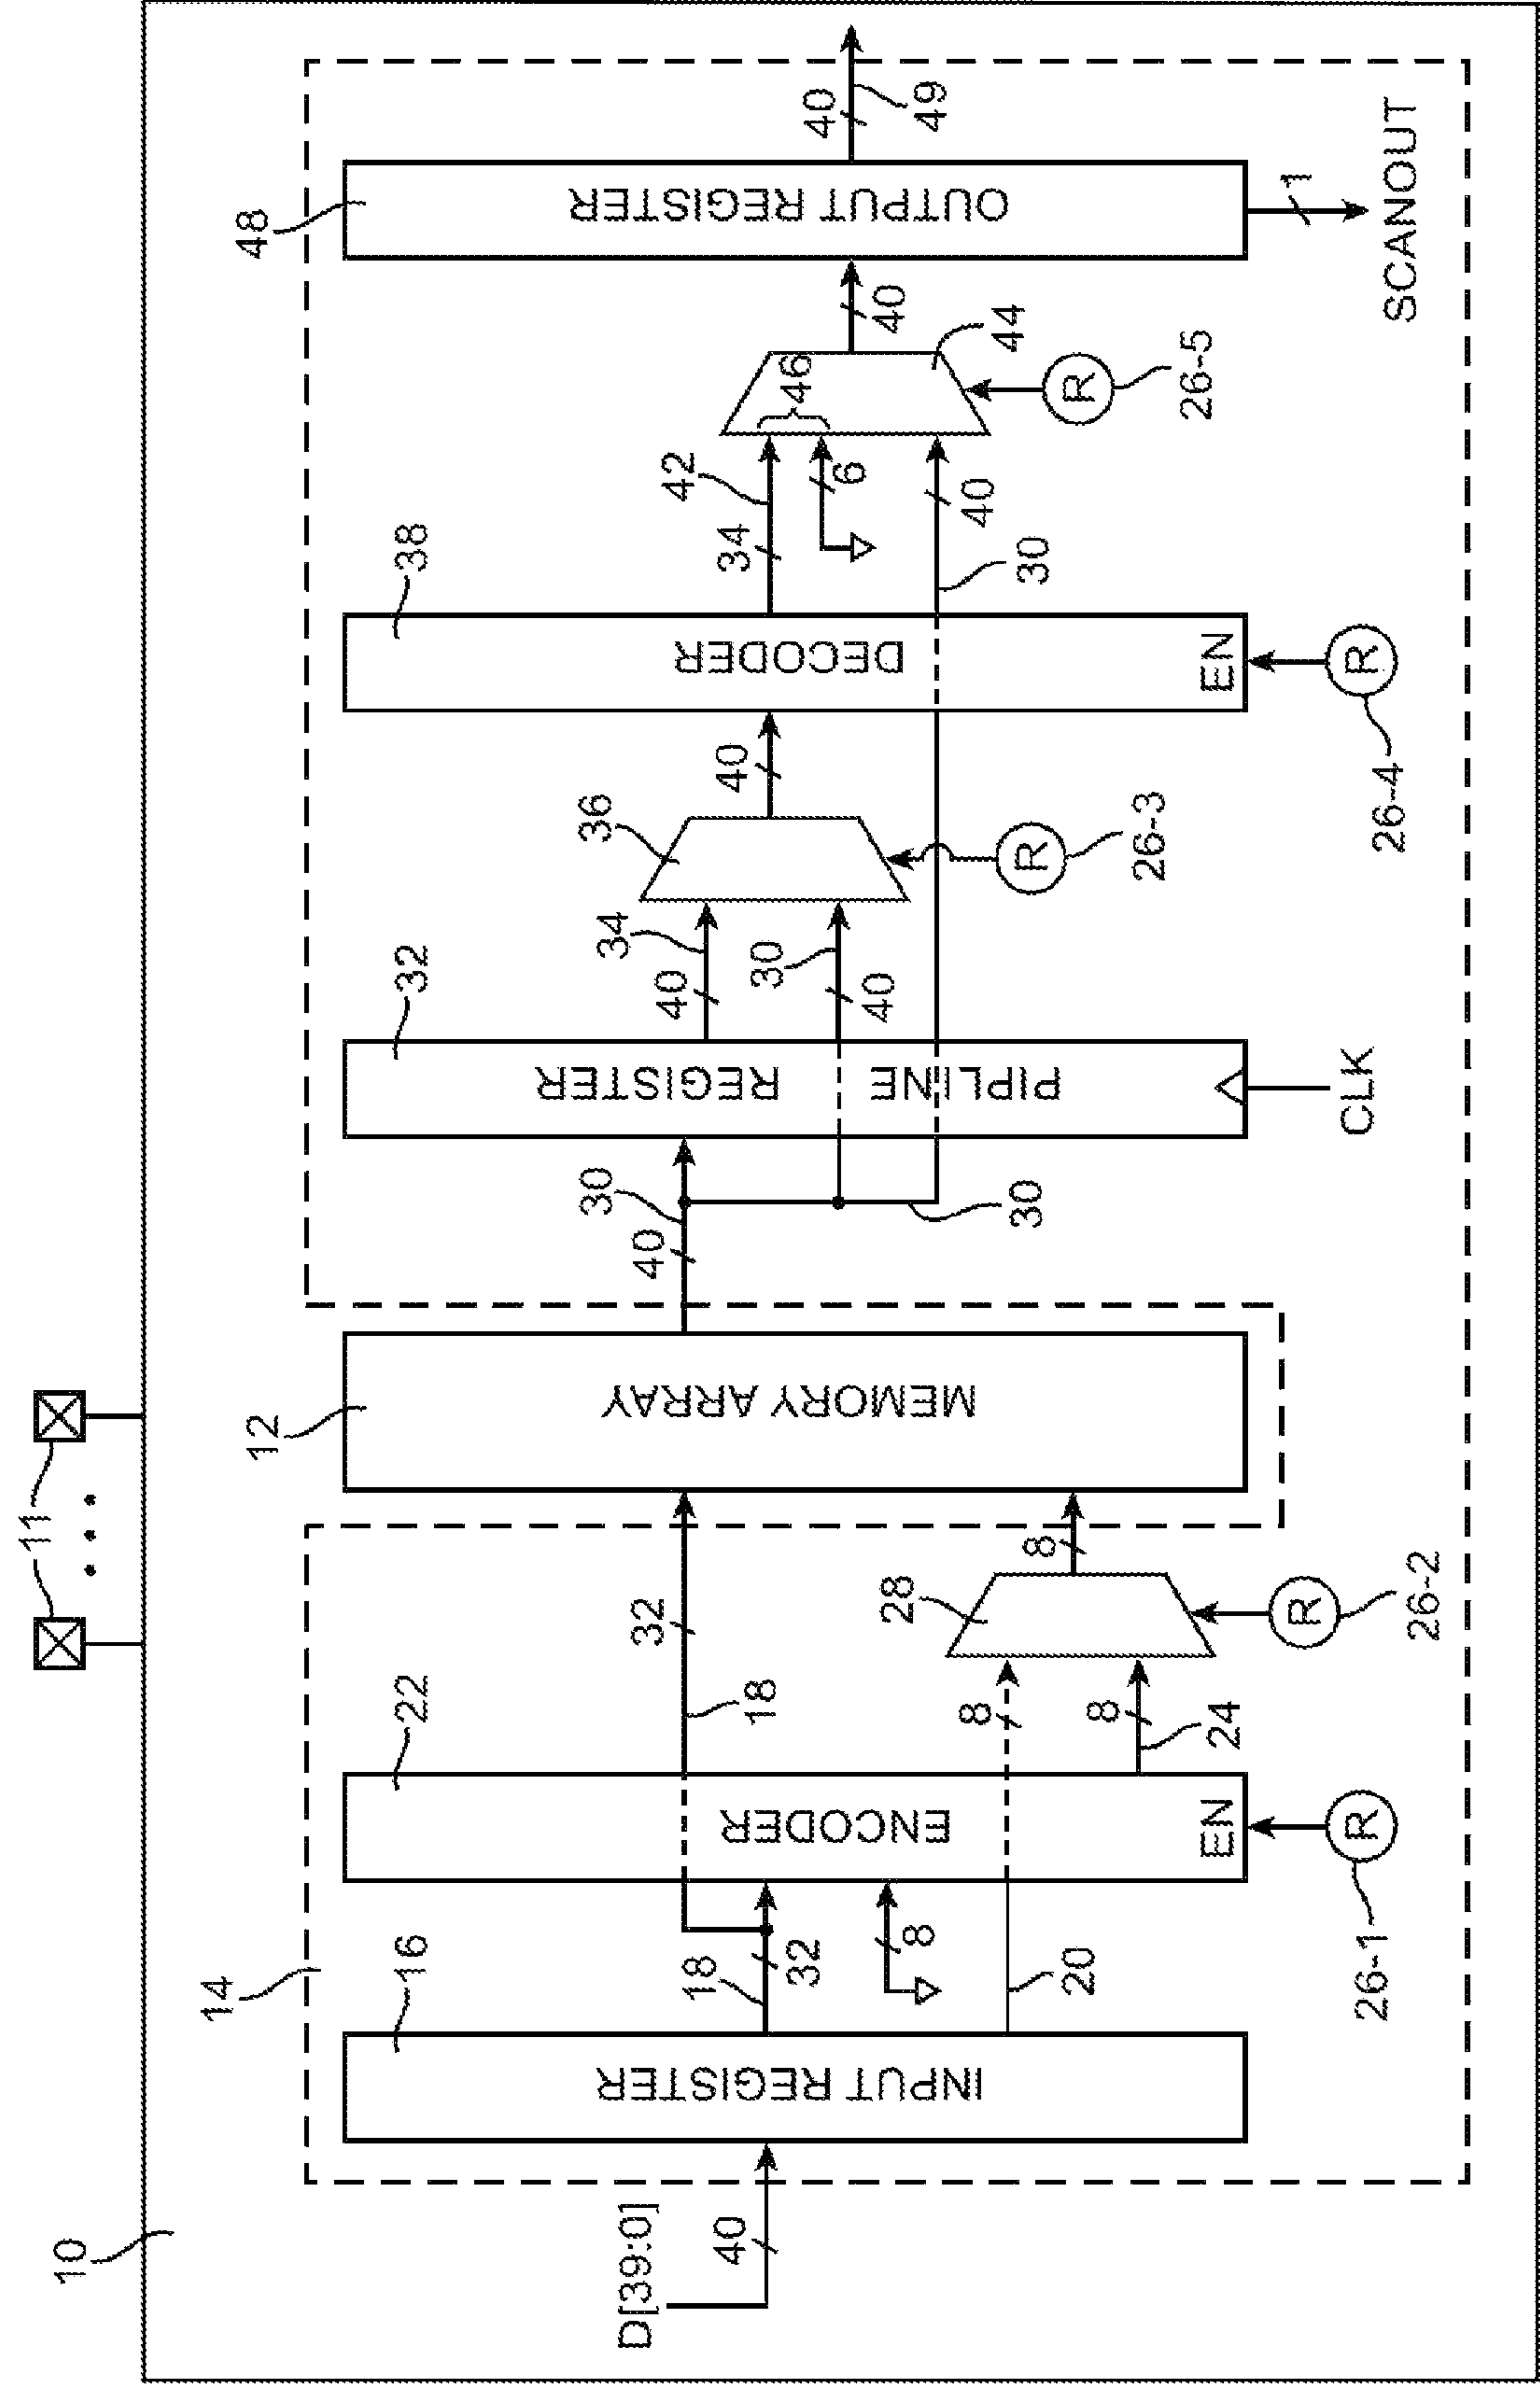 10
11
D[39:0]
40
14
16
INPUT REGISTER
18
32
8
20
22
ENCODER
EN
26-1
R
18
32
8
8
24
28
8
R
26-2
12
MEMORY ARRAY
40
30
30
32
PIPLINE
REGISTER
CLK
34
40
30
40
36
R
26-3
40
38
DECODER
EN
R
26-4
42
34
6
30
40
46
44
R
26-5
40
48
OUTPUT REGISTER
40
49
1
SCANOUT